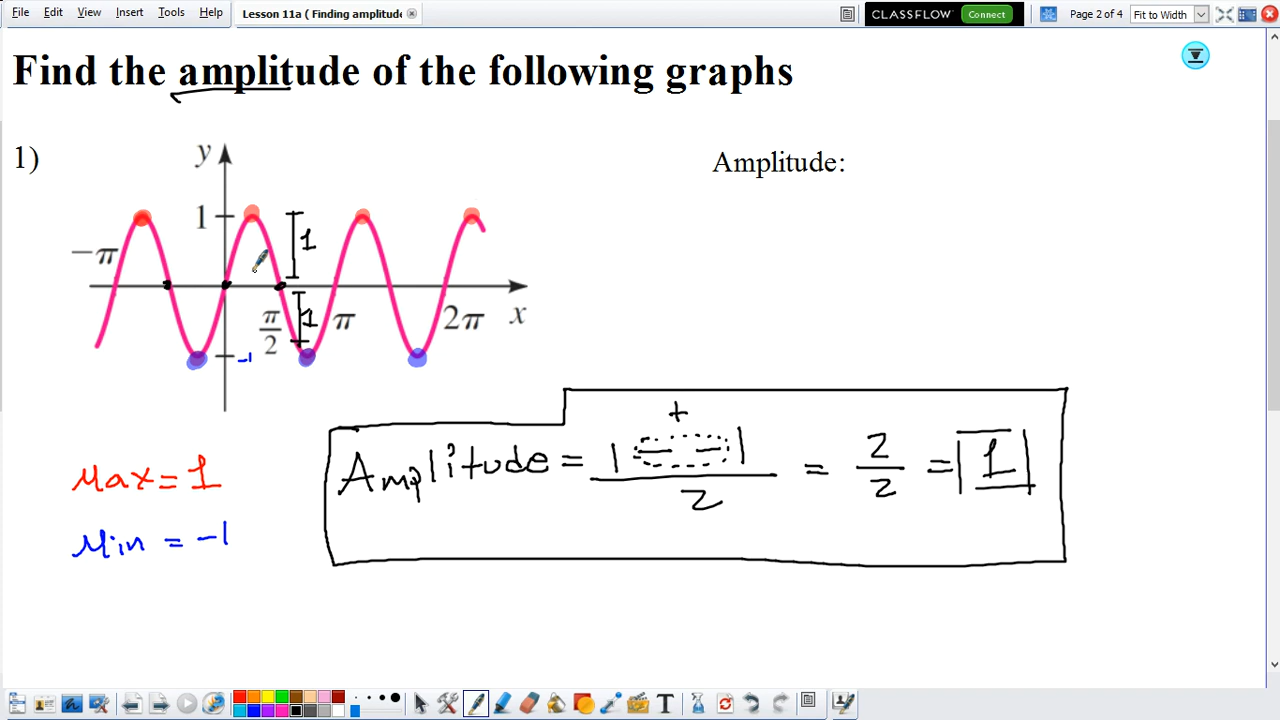 File Edit View Insert Tools Help Lesson 11a ( Finding amplitude CLASSFLOW Connect Page 2 of 4 Fit to Width
Find the amplitude of the following graphs
1)
Amplitude:
y
1
1
−π
1
π/2
π
2π
x
-1
Amplitude = |1 - - 1| / 2 = 2/2 = 1
+
Max = 1
Min = -1
T